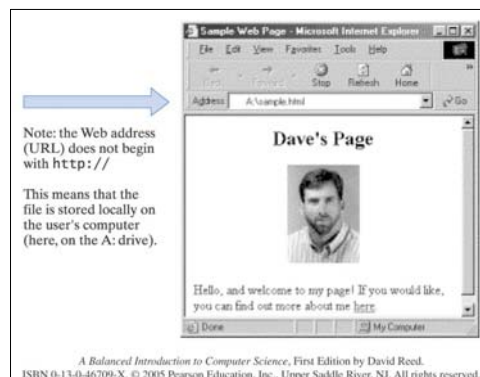 Sample Web Page - Microsoft Internet Explorer
File Edit View Favorites Tools Help
Back Forward Stop Refresh Home
Address A:\sample.html Go
Note: the Web address
(URL) does not begin
with http://
This means that the
file is stored locally on
the user's computer
(here, on the A: drive).
Dave's Page
Hello, and welcome to my page! If you would like,
you can find out more about me here.
Done My Computer
A Balanced Introduction to Computer Science, First Edition by David Reed.
ISBN 0-13-0-46709-X. © 2005 Pearson Education, Inc., Upper Saddle River, NJ. All rights reserved.